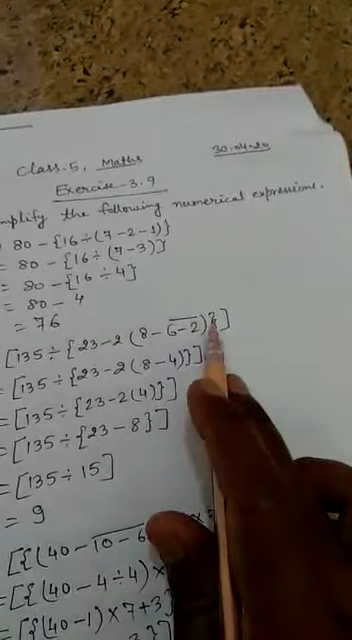 Class-5, Maths 30.04.20
Exercise-3.9
mplify the following numerical expressions.
80 - {16 ÷ (7-2-1)}
= 80 - {16 ÷ (7-3)}
= 80 - {16 ÷ 4}
= 80 - 4
= 76
[135 ÷ {23-2 (8-6̅-̅2̅)}]
= [135 ÷ {23-2 (8-4)}]
= [135 ÷ {23-2(4)}]
= [135 ÷ {23-8}]
= [135 ÷ 15]
= 9
[{(40 - 10 - 6
= [{(40 - 4 ÷ 4) ×
= [{(40-1) × 7+3}